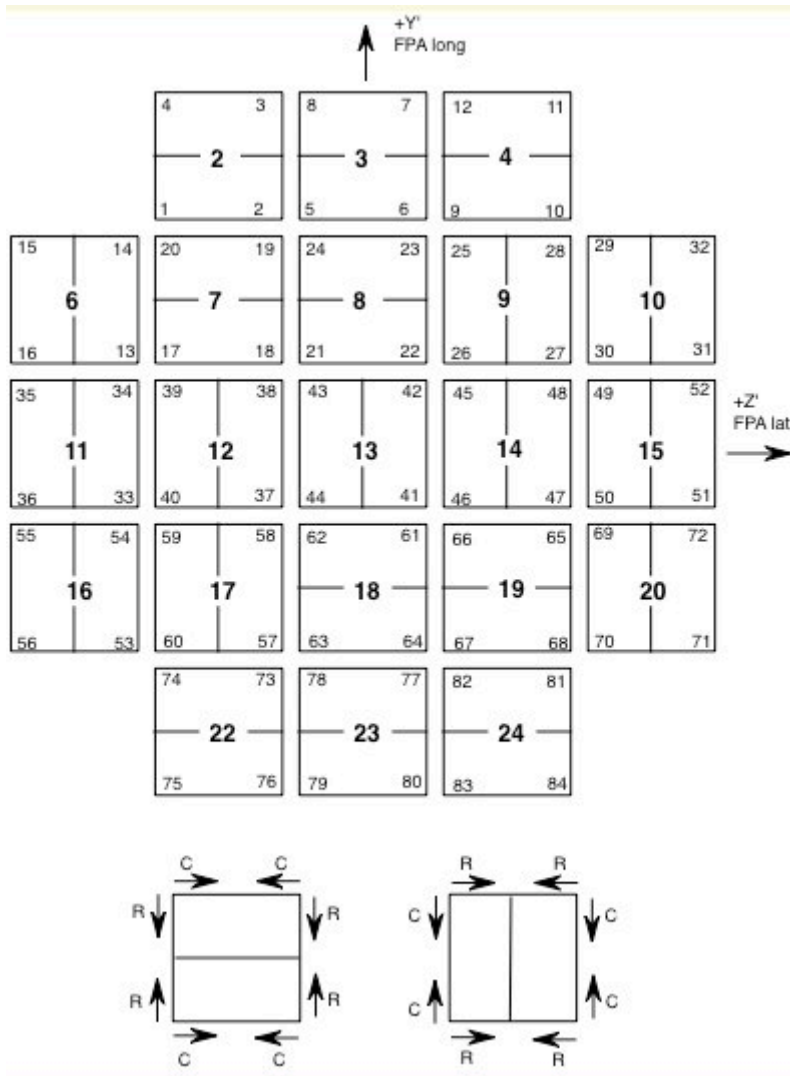 +Y'
FPA long
4 3 8 7 12 11
2 3 4
1 2 5 6 9 10
15 14 20 19 24 23 25 28 29 32
6 7 8 9 10
16 13 17 18 21 22 26 27 30 31
35 34 39 38 43 42 45 48 49 52
+Z'
FPA lat
11 12 13 14 15
36 33 40 37 44 41 46 47 50 51
55 54 59 58 62 61 66 65 69 72
16 17 18 19 20
56 53 60 57 63 64 67 68 70 71
74 73 78 77 82 81
22 23 24
75 76 79 80 83 84
C C R R
R R C C
R R C C
C C R R